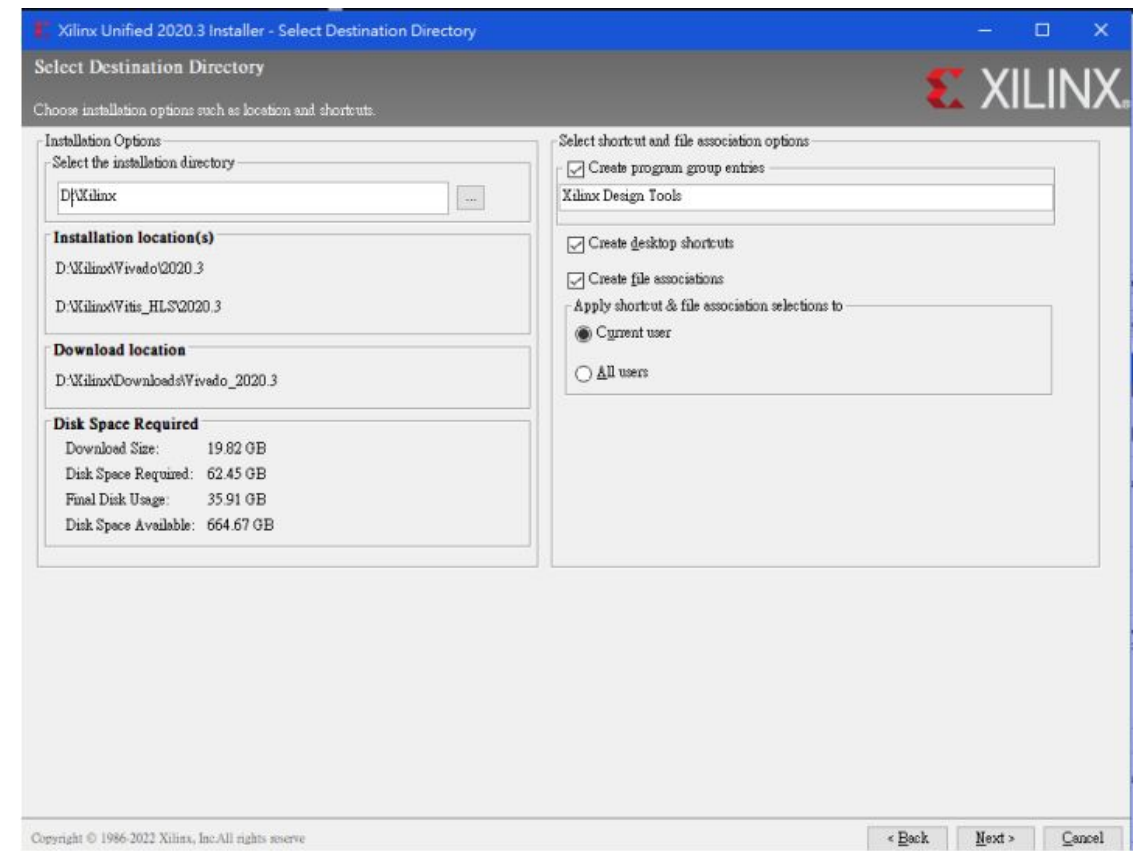 Xilinx Unified 2020.3 Installer - Select Destination Directory
Select Destination Directory
XILINX.
Choose installation options such as location and shortcuts.
Installation Options
Select the installation directory
D:\Xilinx
...
Installation location(s)
D:\Xilinx\Vivado\2020.3
D:\Xilinx\Vitis_HLS\2020.3
Download location
D:\Xilinx\Downloads\Vivado_2020.3
Disk Space Required
Download Size: 19.82 GB
Disk Space Required: 62.45 GB
Final Disk Usage: 35.91 GB
Disk Space Available: 664.67 GB
Select shortcut and file association options
Create program group entries
Xilinx Design Tools
Create desktop shortcuts
Create file associations
Apply shortcut & file association selections to
Current user
All users
Copyright © 1986-2022 Xilinx, Inc.All rights reserve
< Back Next > Cancel